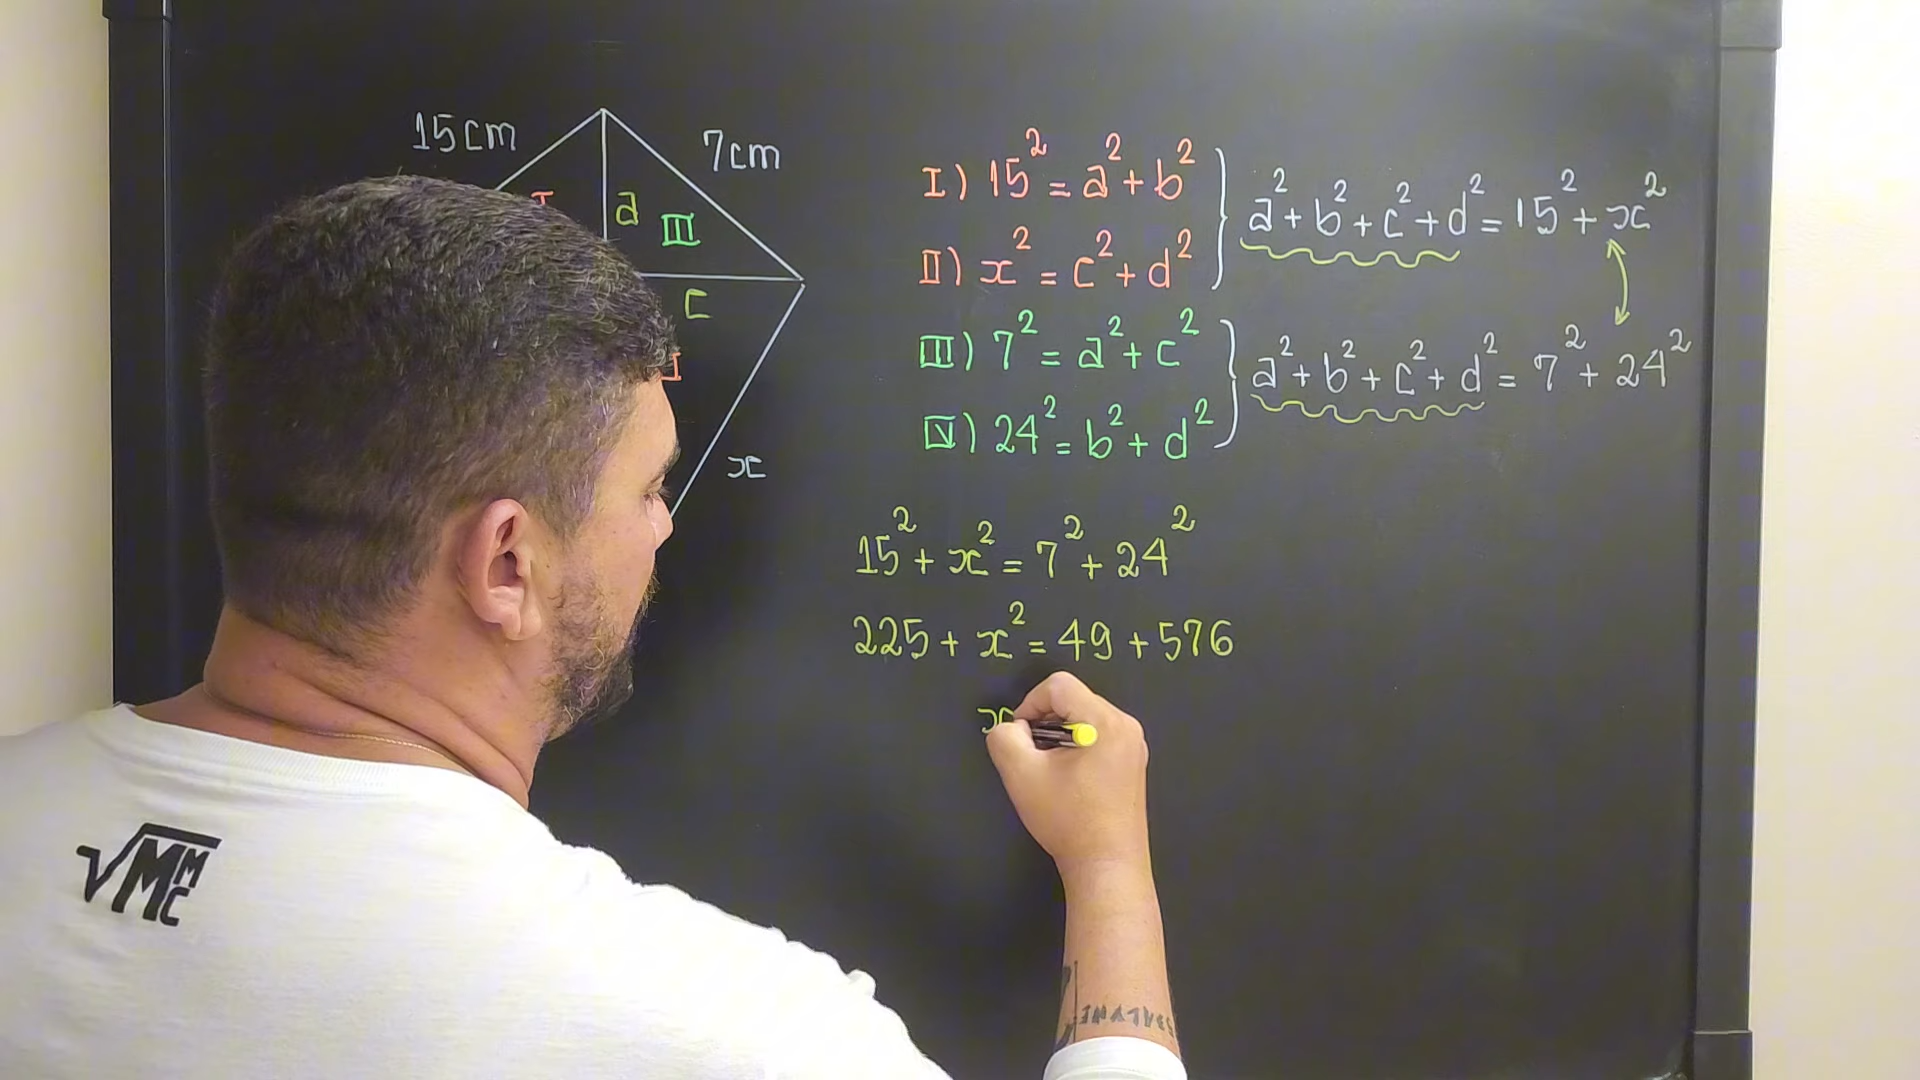 15cm
7cm
I
a
III
c
I
x
I) 15² = a² + b²
II) x² = c² + d²
III) 7² = a² + c²
IV) 24² = b² + d²
a² + b² + c² + d² = 15² + x²
a² + b² + c² + d² = 7² + 24²
15² + x² = 7² + 24²
225 + x² = 49 + 576
x
√MMC